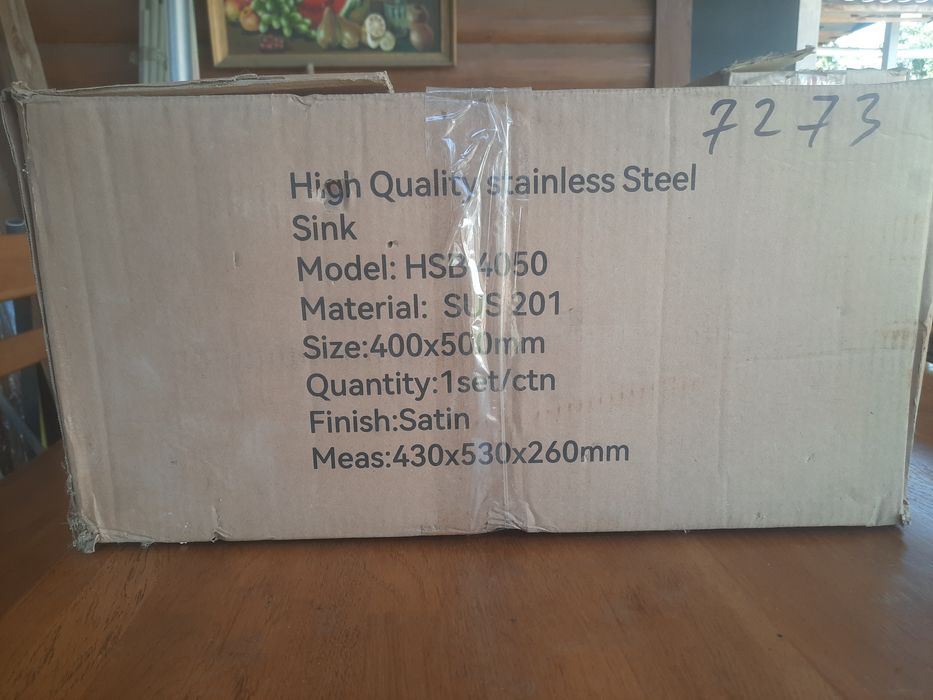 7273
High Quality stainless Steel
Sink
Model: HSB 4050
Material: SUS 201
Size:400x500mm
Quantity:1set/ctn
Finish:Satin
Meas:430x530x260mm